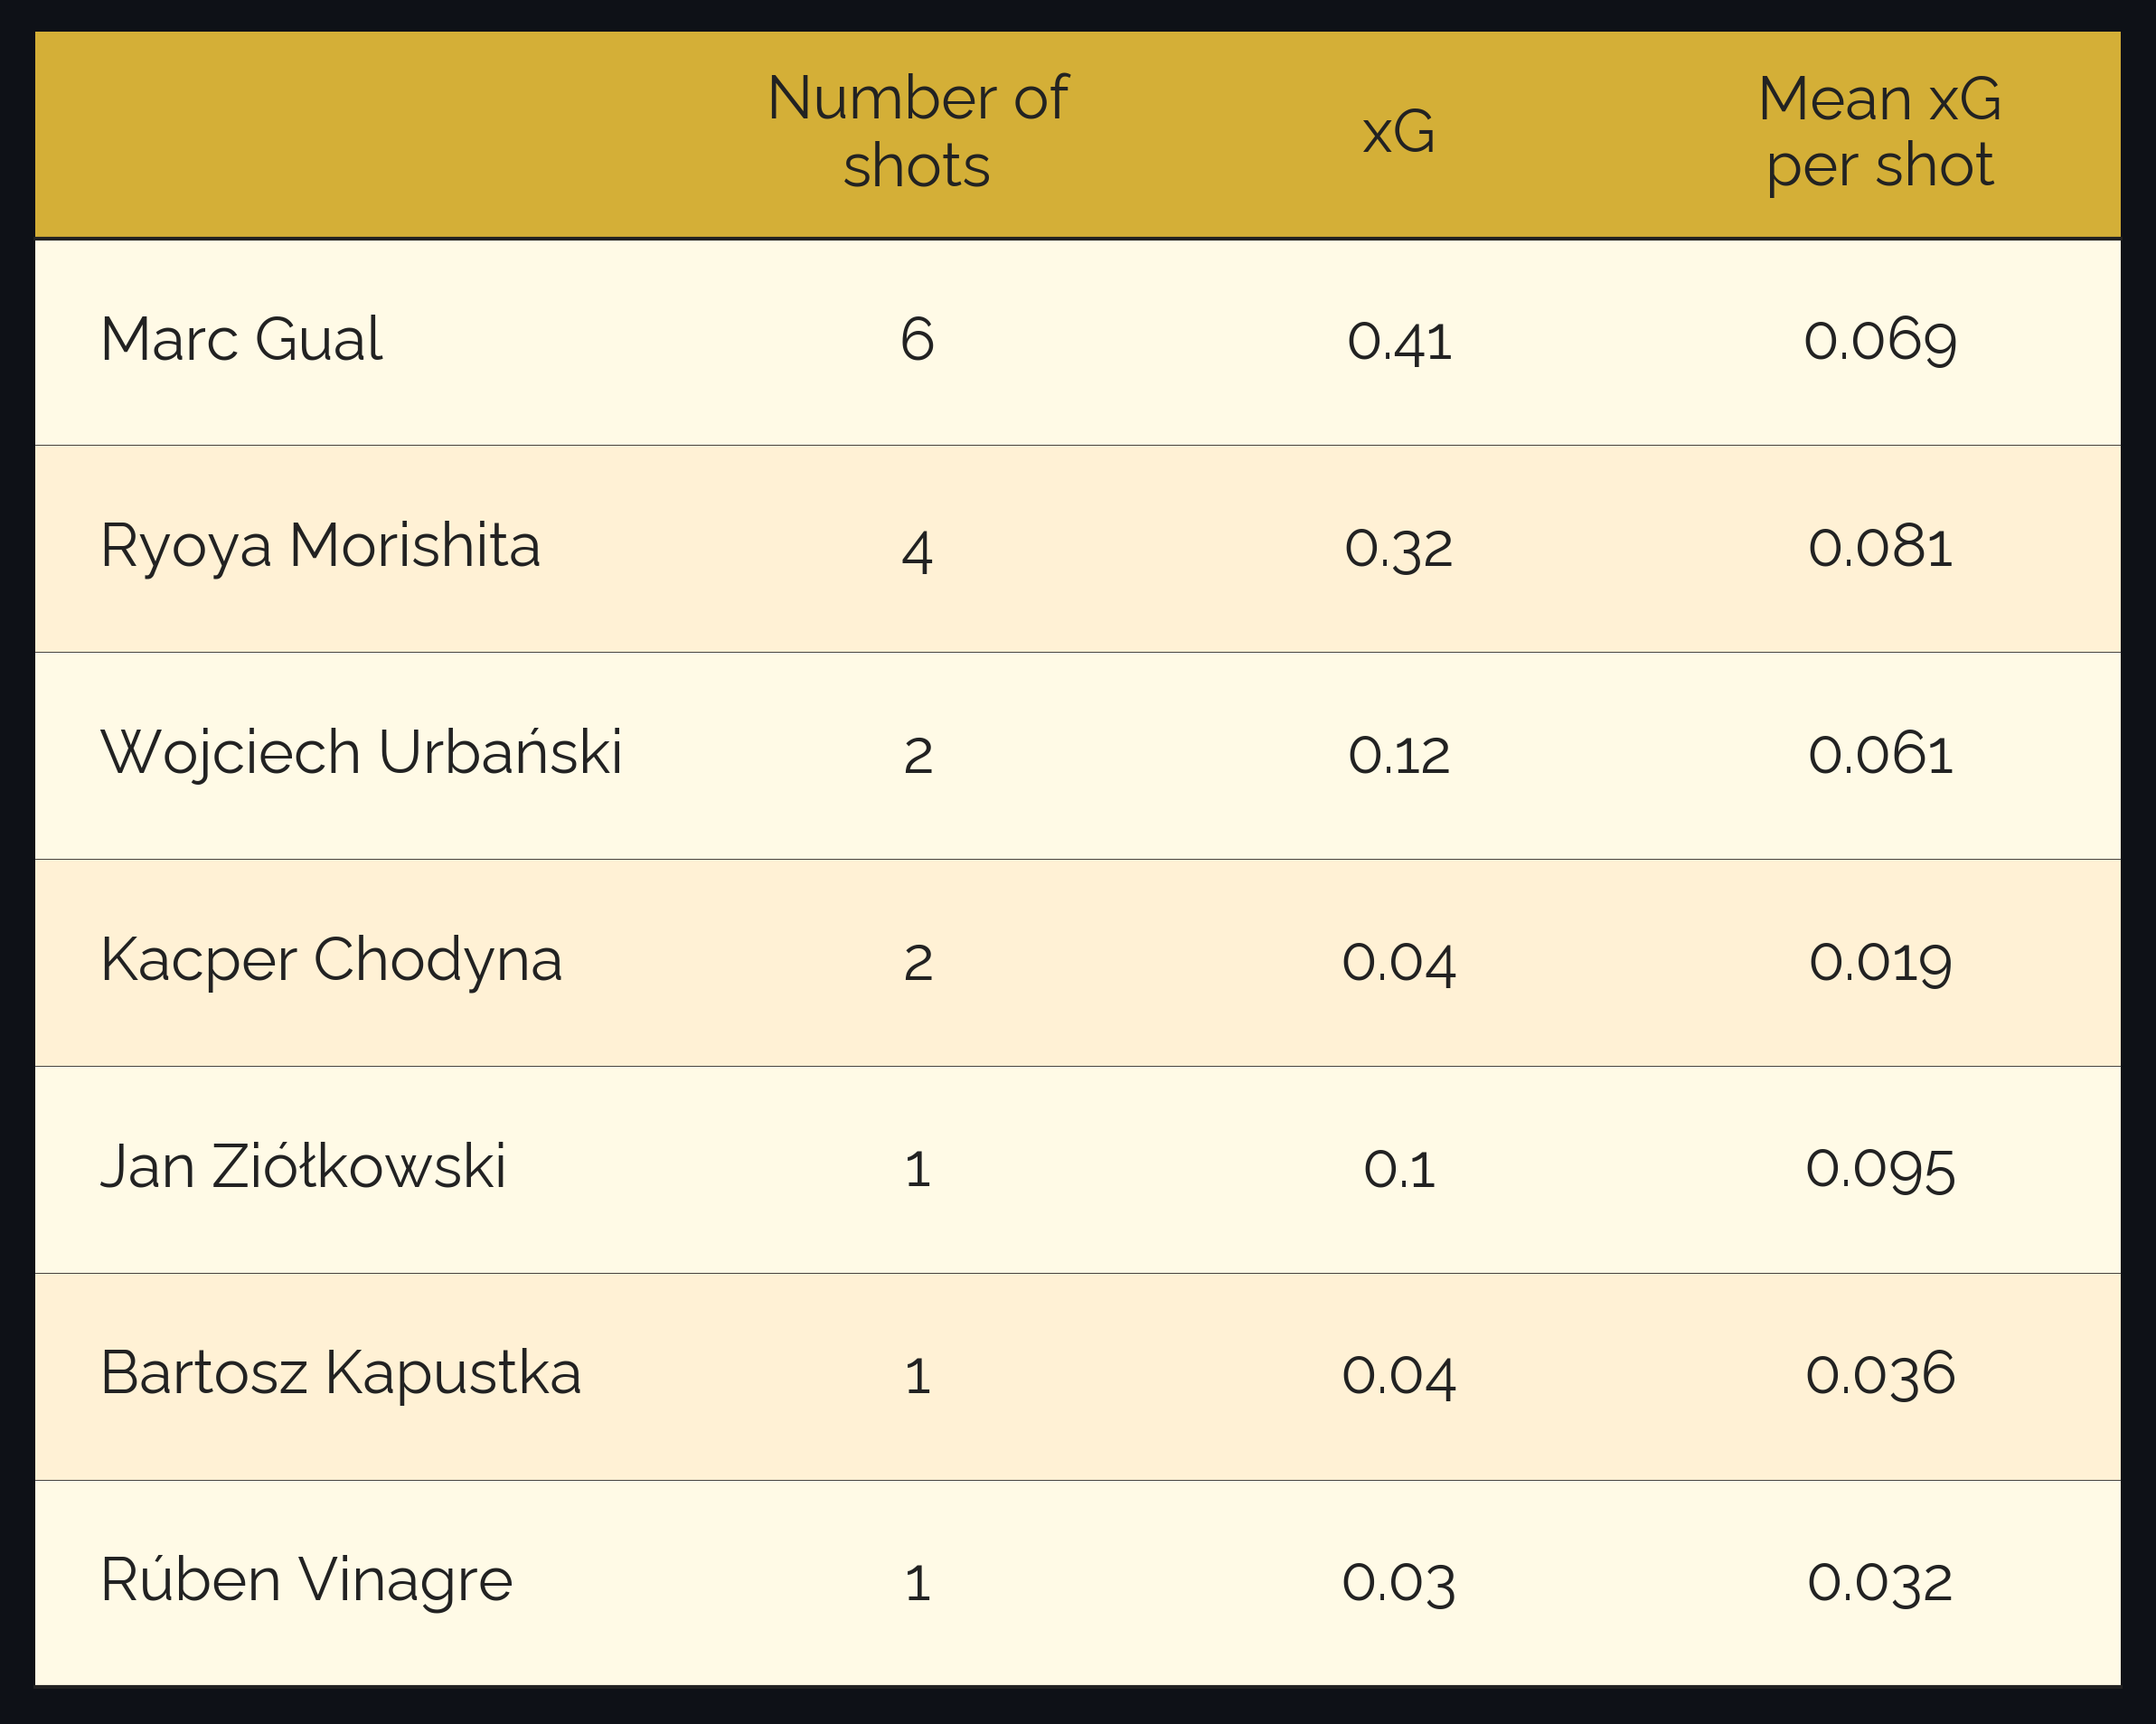 Number of
shots
xG
Mean xG
per shot
Marc Gual 6 0.41 0.069
Ryoya Morishita 4 0.32 0.081
Wojciech Urbański 2 0.12 0.061
Kacper Chodyna 2 0.04 0.019
Jan Ziółkowski 1 0.1 0.095
Bartosz Kapustka 1 0.04 0.036
Rúben Vinagre 1 0.03 0.032